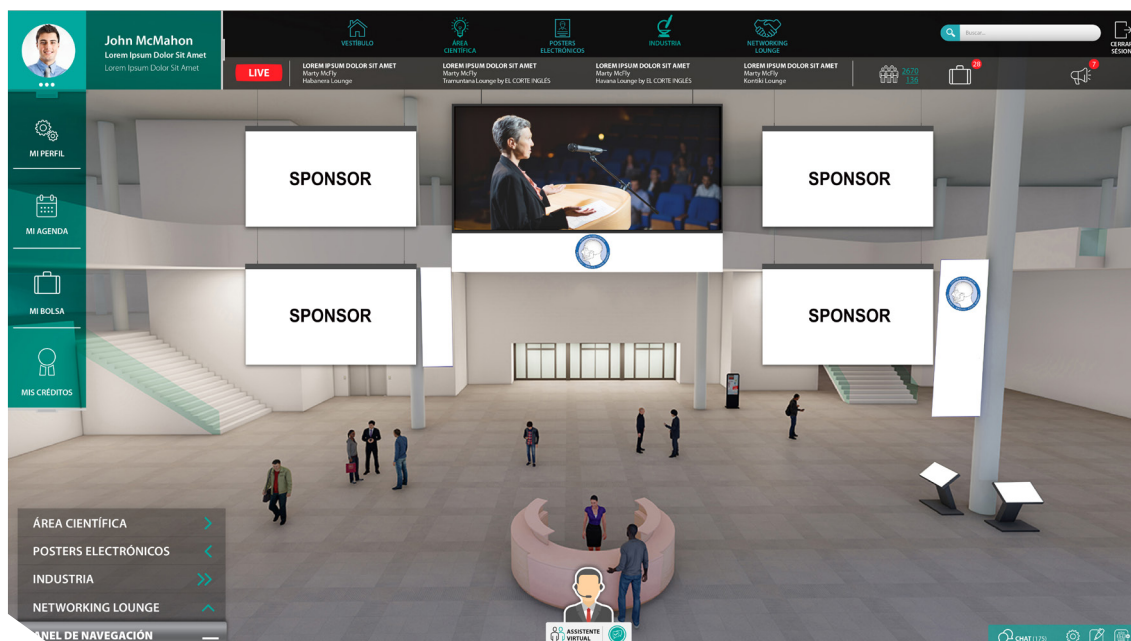 John McMahon
Lorem Ipsum Dolor Sit Amet
Lorem Ipsum Dolor Sit Amet
VESTÍBULO
ÁREA
CIENTÍFICA
POSTERS
ELECTRÓNICOS
INDUSTRIA
NETWORKING
LOUNGE
Buscar...
CERRAR
SESIÓN
LIVE
LOREM IPSUM DOLOR SIT AMET
Marty McFly
Habanera Lounge
LOREM IPSUM DOLOR SIT AMET
Marty McFly
Tramuntana Lounge by EL CORTE INGLÉS
LOREM IPSUM DOLOR SIT AMET
Marty McFly
Havana Lounge by EL CORTE INGLÉS
LOREM IPSUM DOLOR SIT AMET
Marty McFly
Kontiki Lounge
2670
136
28
7
MI PERFIL
MI AGENDA
MI BOLSA
MIS CRÉDITOS
SPONSOR
SPONSOR
SPONSOR
SPONSOR
ÁREA CIENTÍFICA
POSTERS ELECTRÓNICOS
INDUSTRIA
NETWORKING LOUNGE
ANEL DE NAVEGACIÓN
ASSISTENTE
VIRTUAL
CHAT (125)